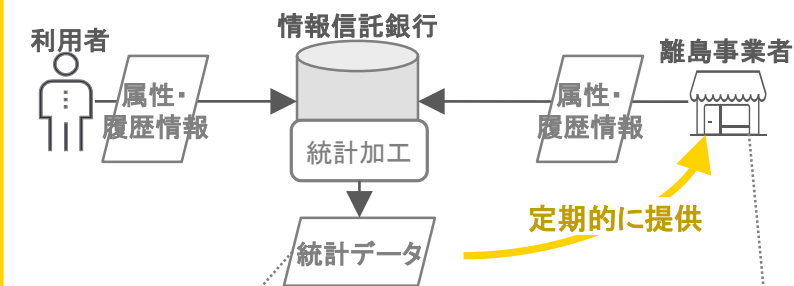 利用者
情報信託銀行
離島事業者
属性・
履歴情報
属性・
履歴情報
統計加工
定期的に提供
統計データ